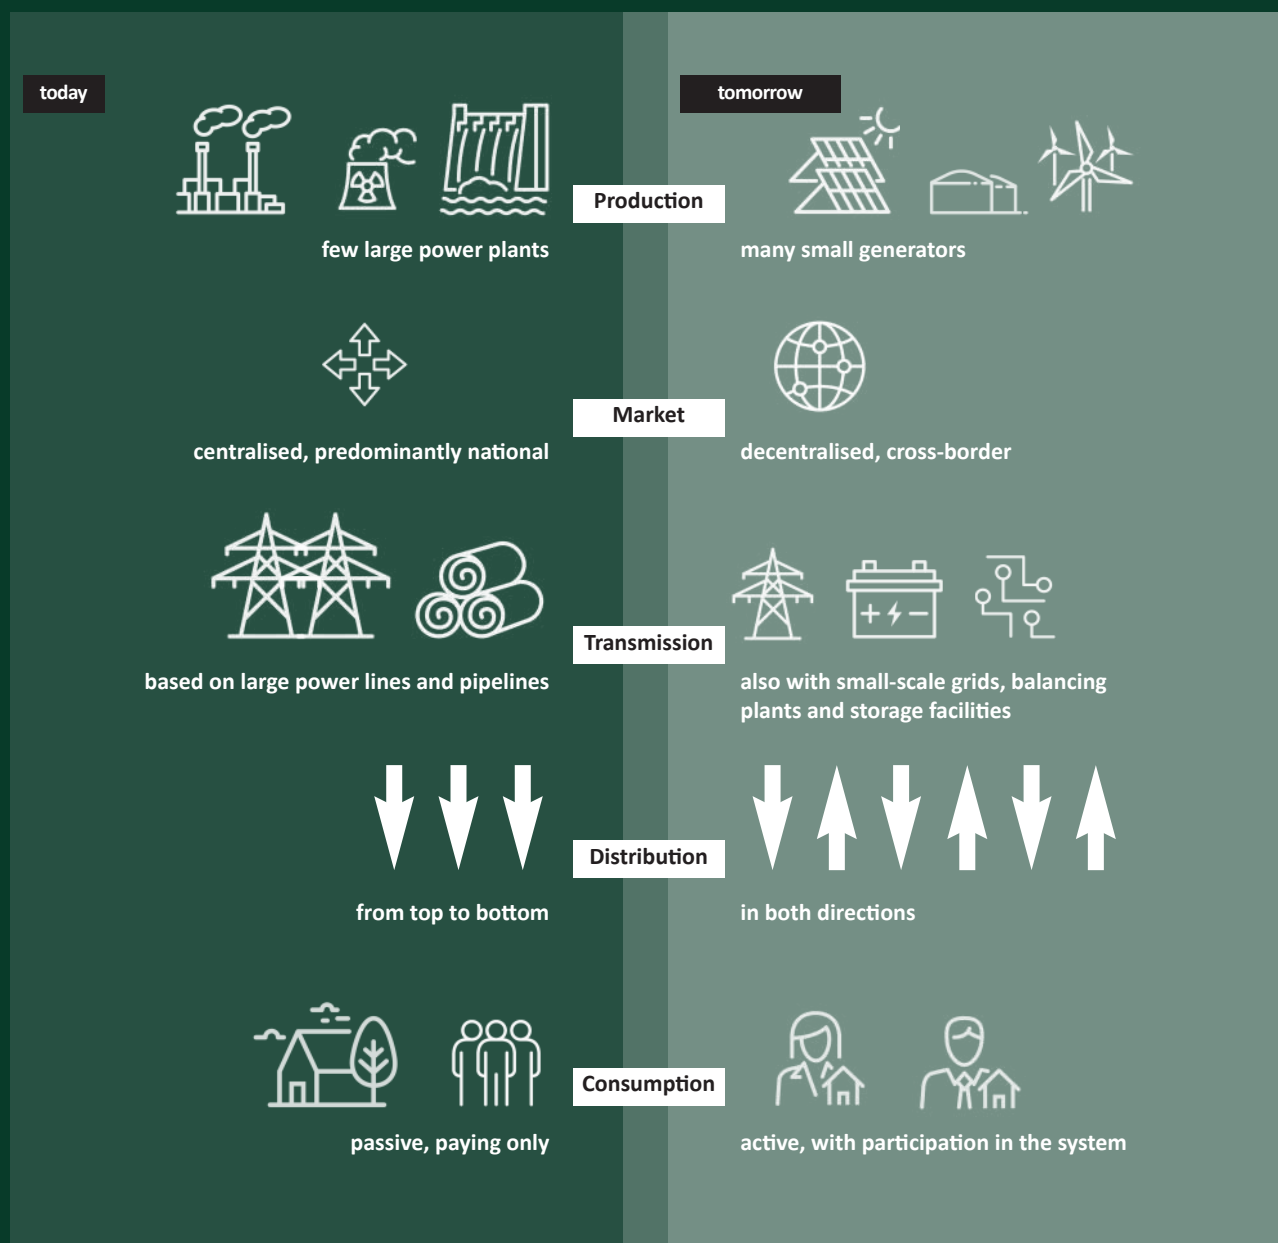 today
tomorrow
Production
few large power plants
many small generators
Market
centralised, predominantly national
decentralised, cross-border
Transmission
based on large power lines and pipelines
also with small-scale grids, balancing
plants and storage facilities
Distribution
from top to bottom
in both directions
Consumption
passive, paying only
active, with participation in the system